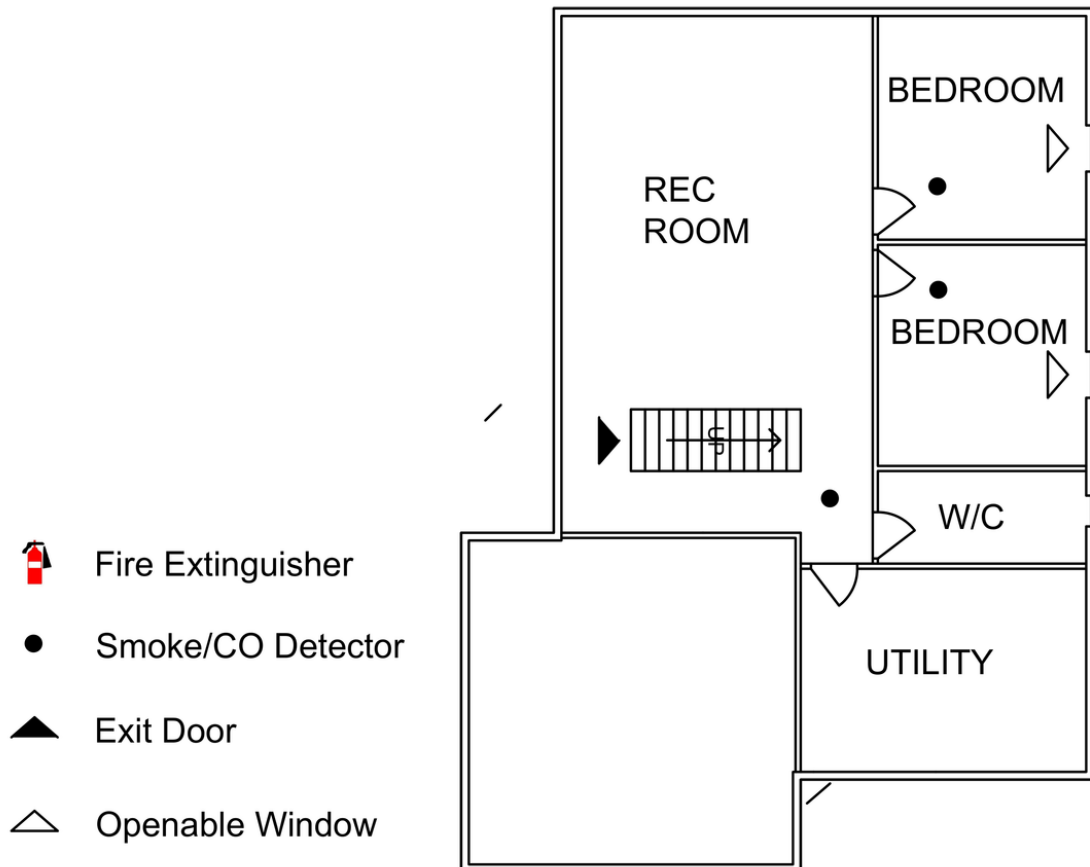 BEDROOM
REC
ROOM
BEDROOM
UP
W/C
Fire Extinguisher
Smoke/CO Detector
UTILITY
Exit Door
Openable Window